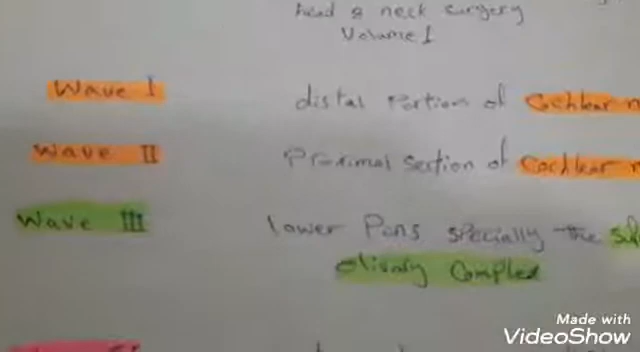 head & neck surgery
Volume I
Wave I distal Portion of Cochlear n
Wave II Proximal Section of Cochlear n
Wave III lower Pons specially the
olivary Complex
Made with
VideoShow